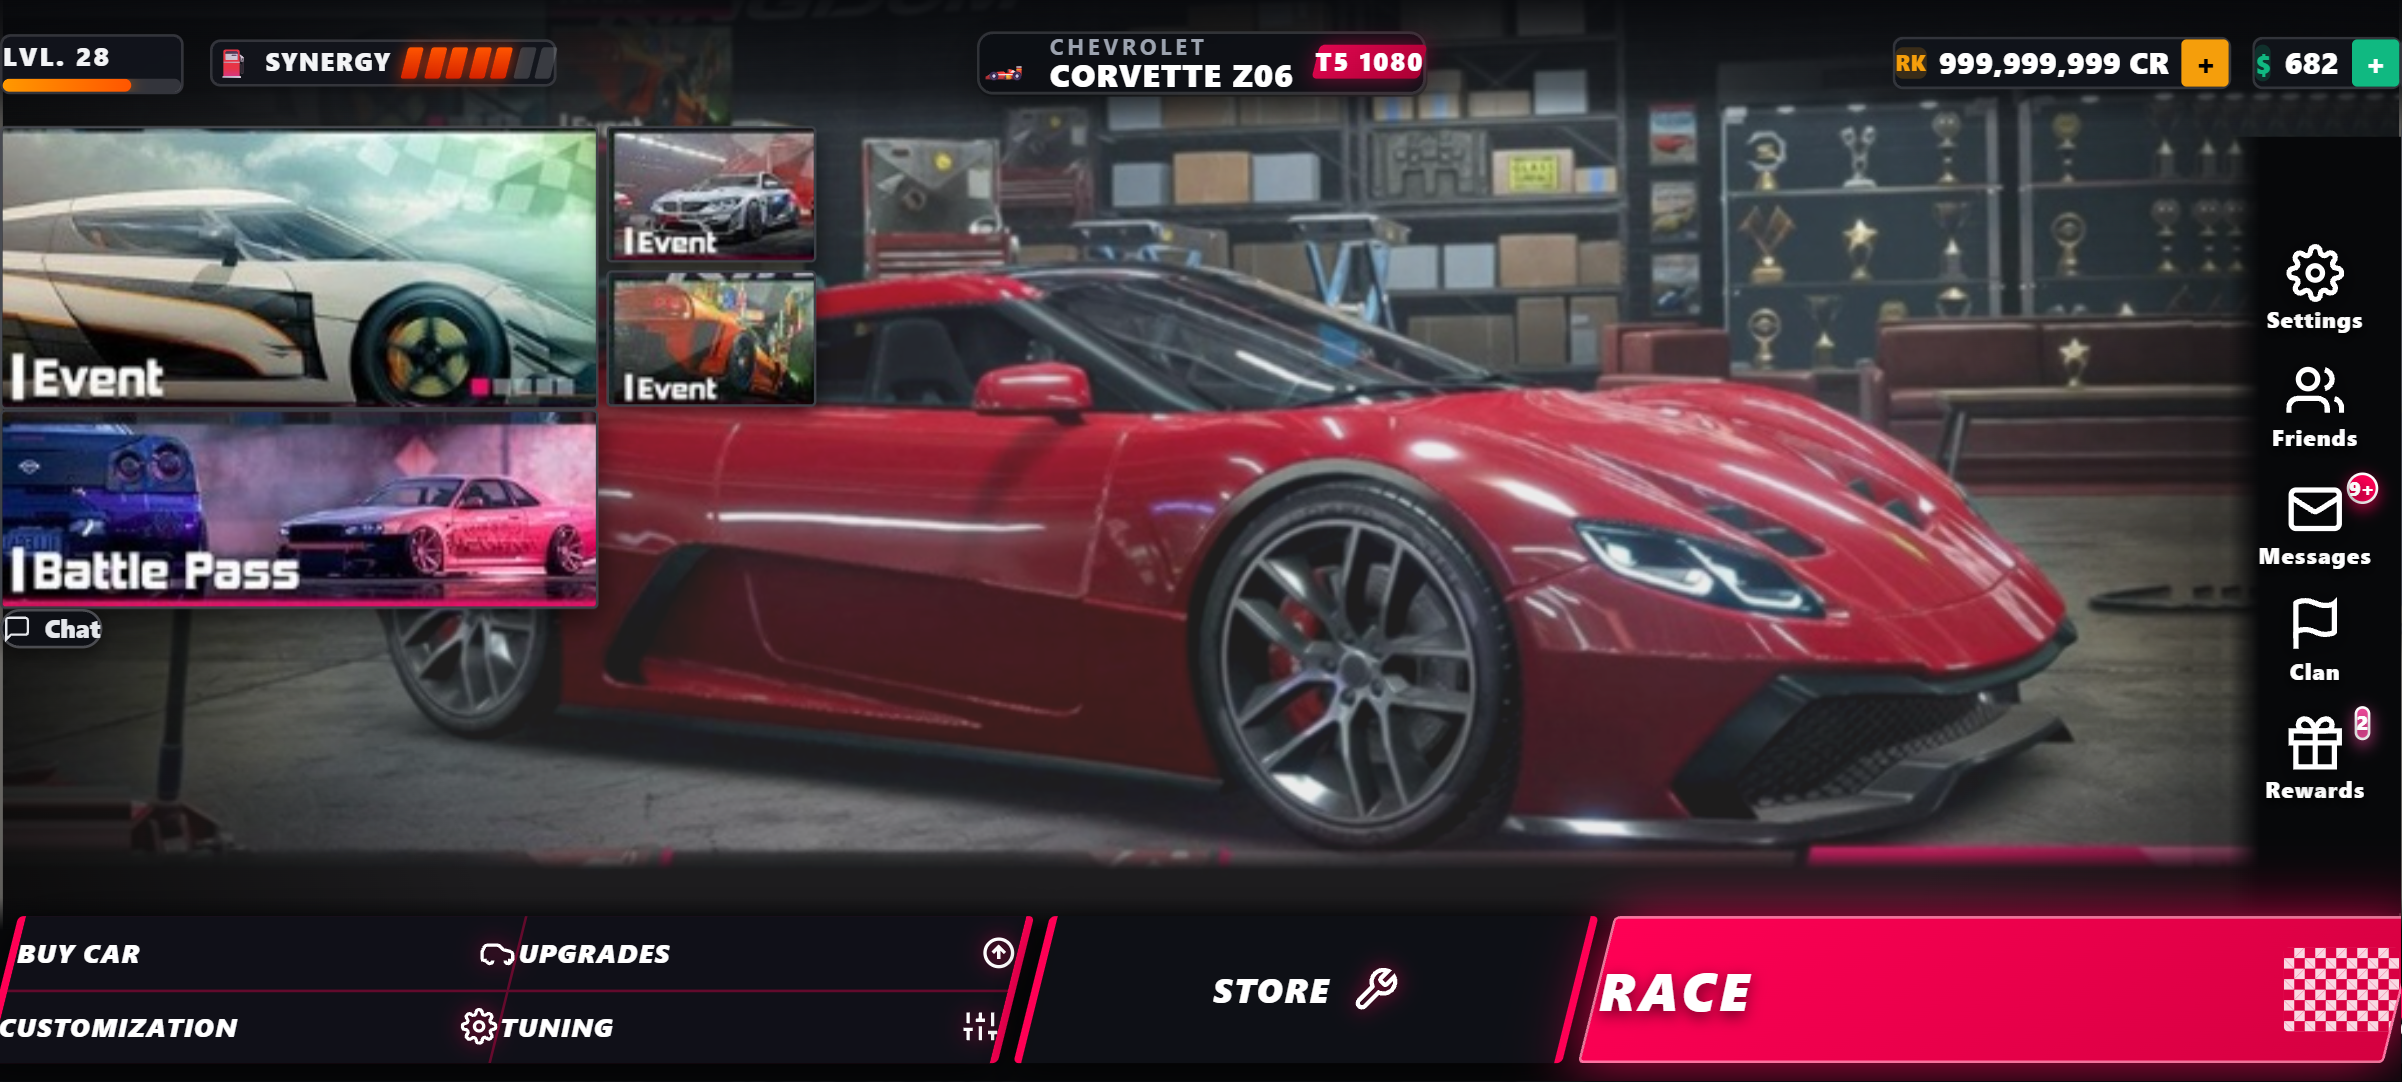 LVL. 28
SYNERGY
CHEVROLET
CORVETTE Z06
T5 1080
RK 999,999,999 CR +
$ 682 +
Event
Event
Event
Battle Pass
Chat
Settings
Friends
9+
Messages
Clan
2
Rewards
BUY CAR
UPGRADES
CUSTOMIZATION
TUNING
STORE
RACE